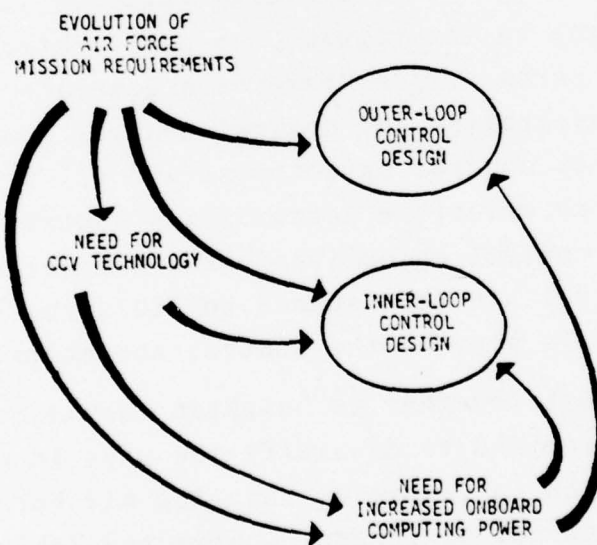 EVOLUTION OF
AIR FORCE
MISSION REQUIREMENTS
OUTER-LOOP
CONTROL
DESIGN
NEED FOR
CCV TECHNOLOGY
INNER-LOOP
CONTROL
DESIGN
NEED FOR
INCREASED ONBOARD
COMPUTING POWER